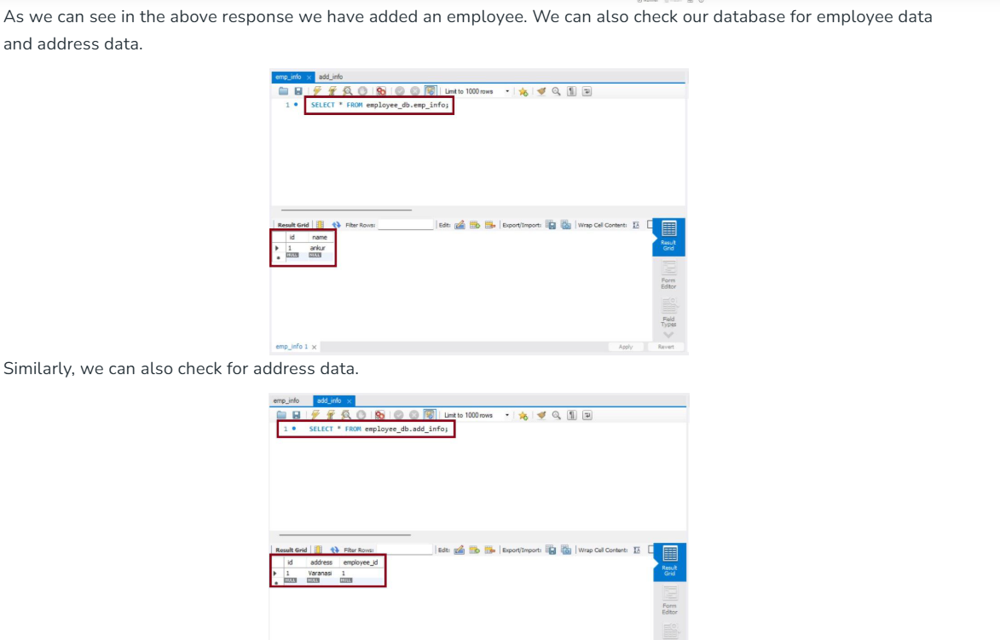 As we can see in the above response we have added an employee. We can also check our database for employee data
and address data.
emp_info × add_info
Limit to 1000 rows
1 SELECT * FROM employee_db.emp_info;
Result Grid Filter Rows: Edit: Export/Import: Wrap Cell Content:
id name
1 ankur
NULL NULL
Result
Grid
Form
Editor
Field
Types
emp_info 1 × Apply Revert
Similarly, we can also check for address data.
emp_info add_info ×
Limit to 1000 rows
1 SELECT * FROM employee_db.add_info;
Result Grid Filter Rows: Edit: Export/Import: Wrap Cell Content:
id address employee_id
1 Varanasi 1
NULL NULL NULL
Result
Grid
Form
Editor